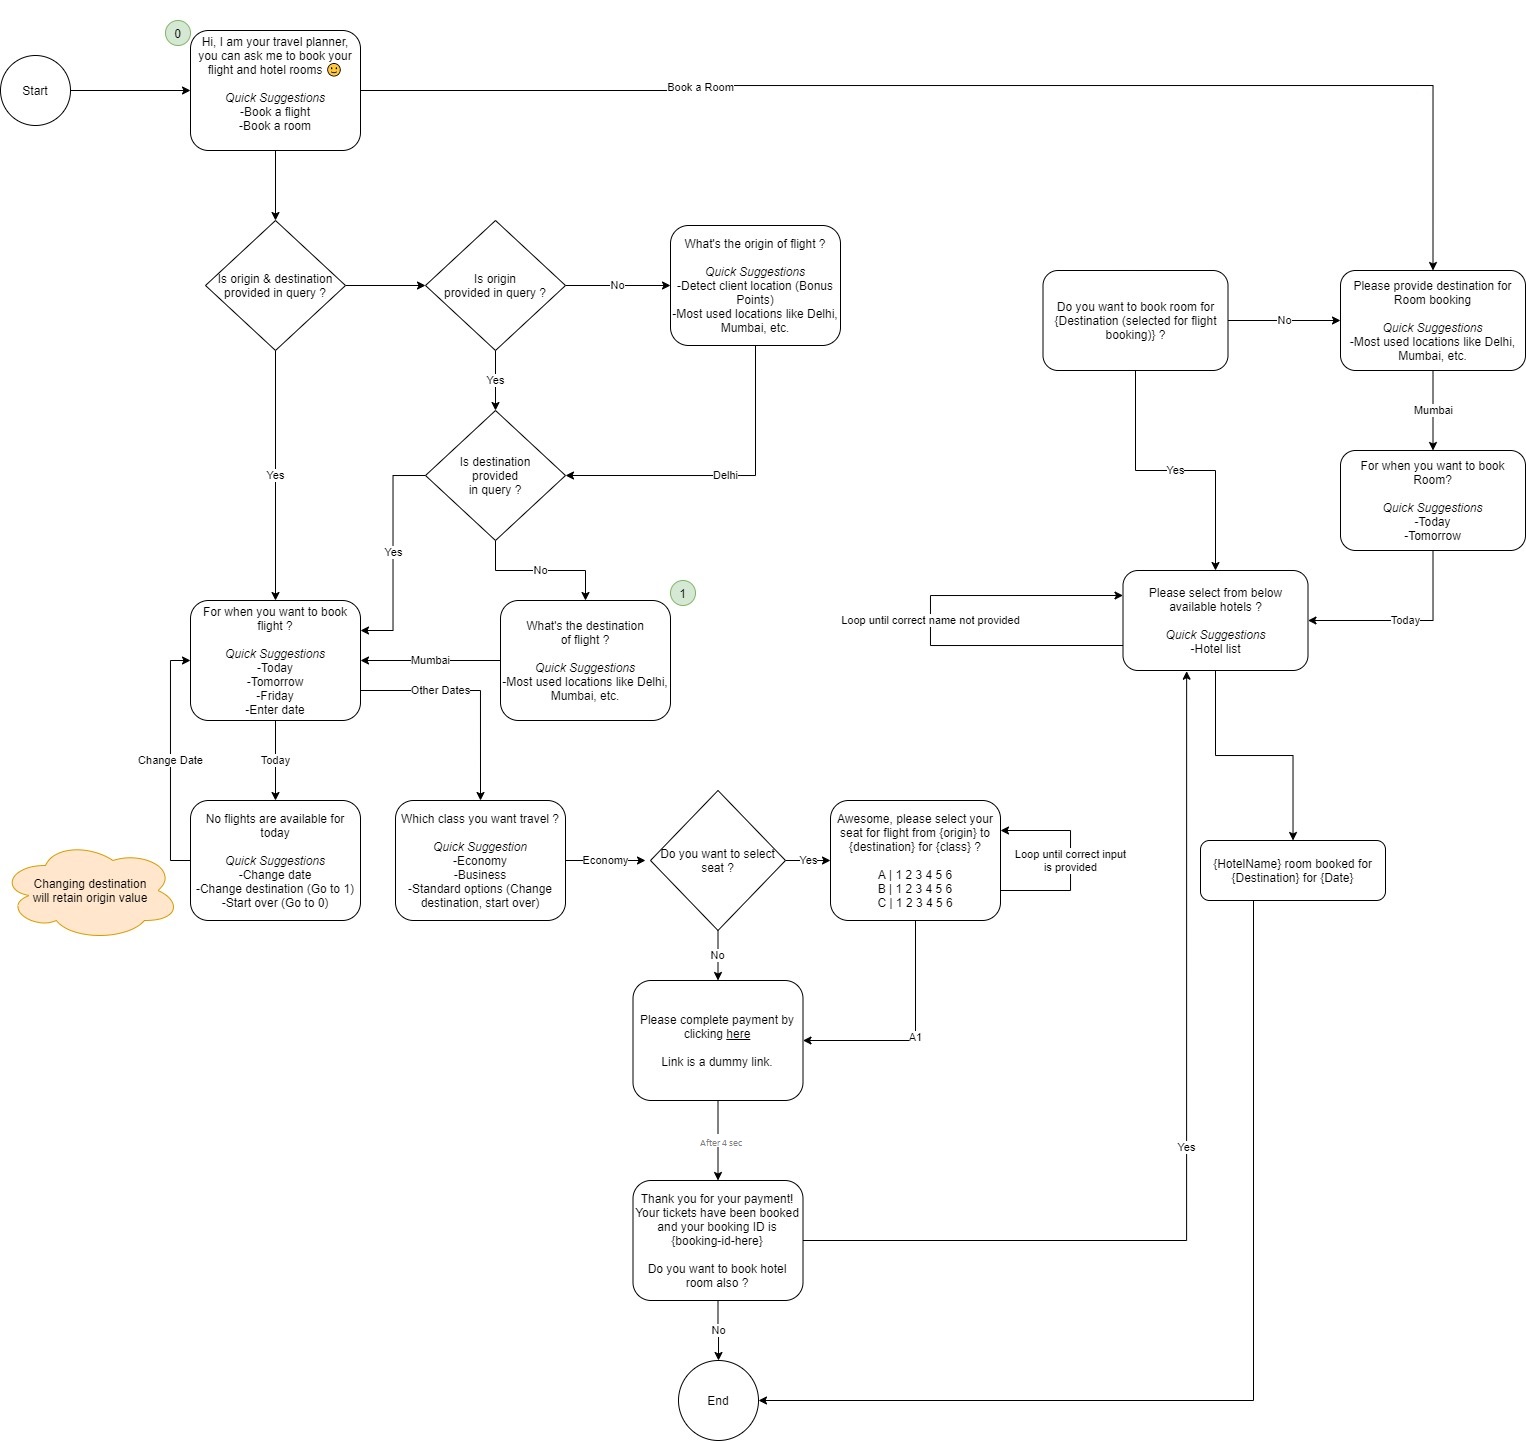 0
Hi, I am your travel planner,
you can ask me to book your
flight and hotel rooms 🙂
Quick Suggestions
-Book a flight
-Book a room
Start
Book a Room
Is origin & destination
provided in query ?
Is origin
provided in query ?
No
What's the origin of flight ?
Quick Suggestions
-Detect client location (Bonus
Points)
-Most used locations like Delhi,
Mumbai, etc.
Do you want to book room for
{Destination (selected for flight
booking)} ?
No
Please provide destination for
Room booking
Quick Suggestions
-Most used locations like Delhi,
Mumbai, etc.
Yes
Mumbai
Is destination
provided
in query ?
Delhi
Yes
Yes
For when you want to book
Room?
Quick Suggestions
-Today
-Tomorrow
Yes
No
1
For when you want to book
flight ?
Quick Suggestions
-Today
-Tomorrow
-Friday
-Enter date
Mumbai
Other Dates
What's the destination
of flight ?
Quick Suggestions
-Most used locations like Delhi,
Mumbai, etc.
Loop until correct name not provided
Please select from below
available hotels ?
Quick Suggestions
-Hotel list
Today
Change Date
Today
No flights are available for
today
Quick Suggestions
-Change date
-Change destination (Go to 1)
-Start over (Go to 0)
Changing destination
will retain origin value
Which class you want travel ?
Quick Suggestion
-Economy
-Business
-Standard options (Change
destination, start over)
Economy
Do you want to select
seat ?
Yes
Awesome, please select your
seat for flight from {origin} to
{destination} for {class} ?
A | 1 2 3 4 5 6
B | 1 2 3 4 5 6
C | 1 2 3 4 5 6
Loop until correct input
is provided
{HotelName} room booked for
{Destination} for {Date}
No
Please complete payment by
clicking here
Link is a dummy link.
A1
After 4 sec
Yes
Thank you for your payment!
Your tickets have been booked
and your booking ID is
{booking-id-here}
Do you want to book hotel
room also ?
No
End